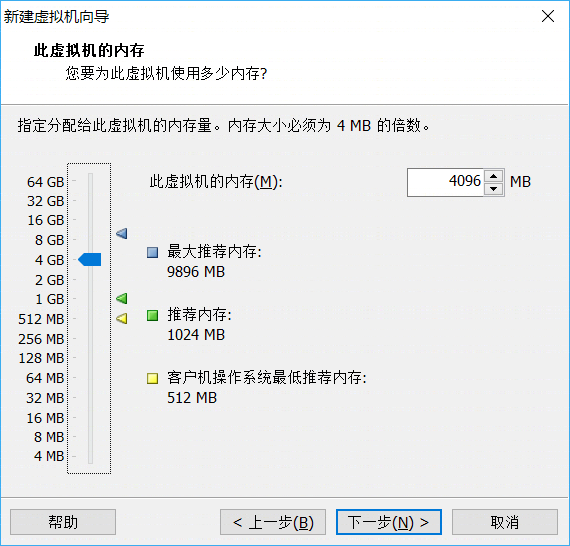 新建虚拟机向导
此虚拟机的内存
您要为此虚拟机使用多少内存?
指定分配给此虚拟机的内存量。内存大小必须为 4 MB 的倍数。
64 GB
32 GB
16 GB
8 GB
4 GB
2 GB
1 GB
512 MB
256 MB
128 MB
64 MB
32 MB
16 MB
8 MB
4 MB
此虚拟机的内存(M): 4096 MB
最大推荐内存:
9896 MB
推荐内存:
1024 MB
客户机操作系统最低推荐内存:
512 MB
帮助 < 上一步(B) 下一步(N) > 取消